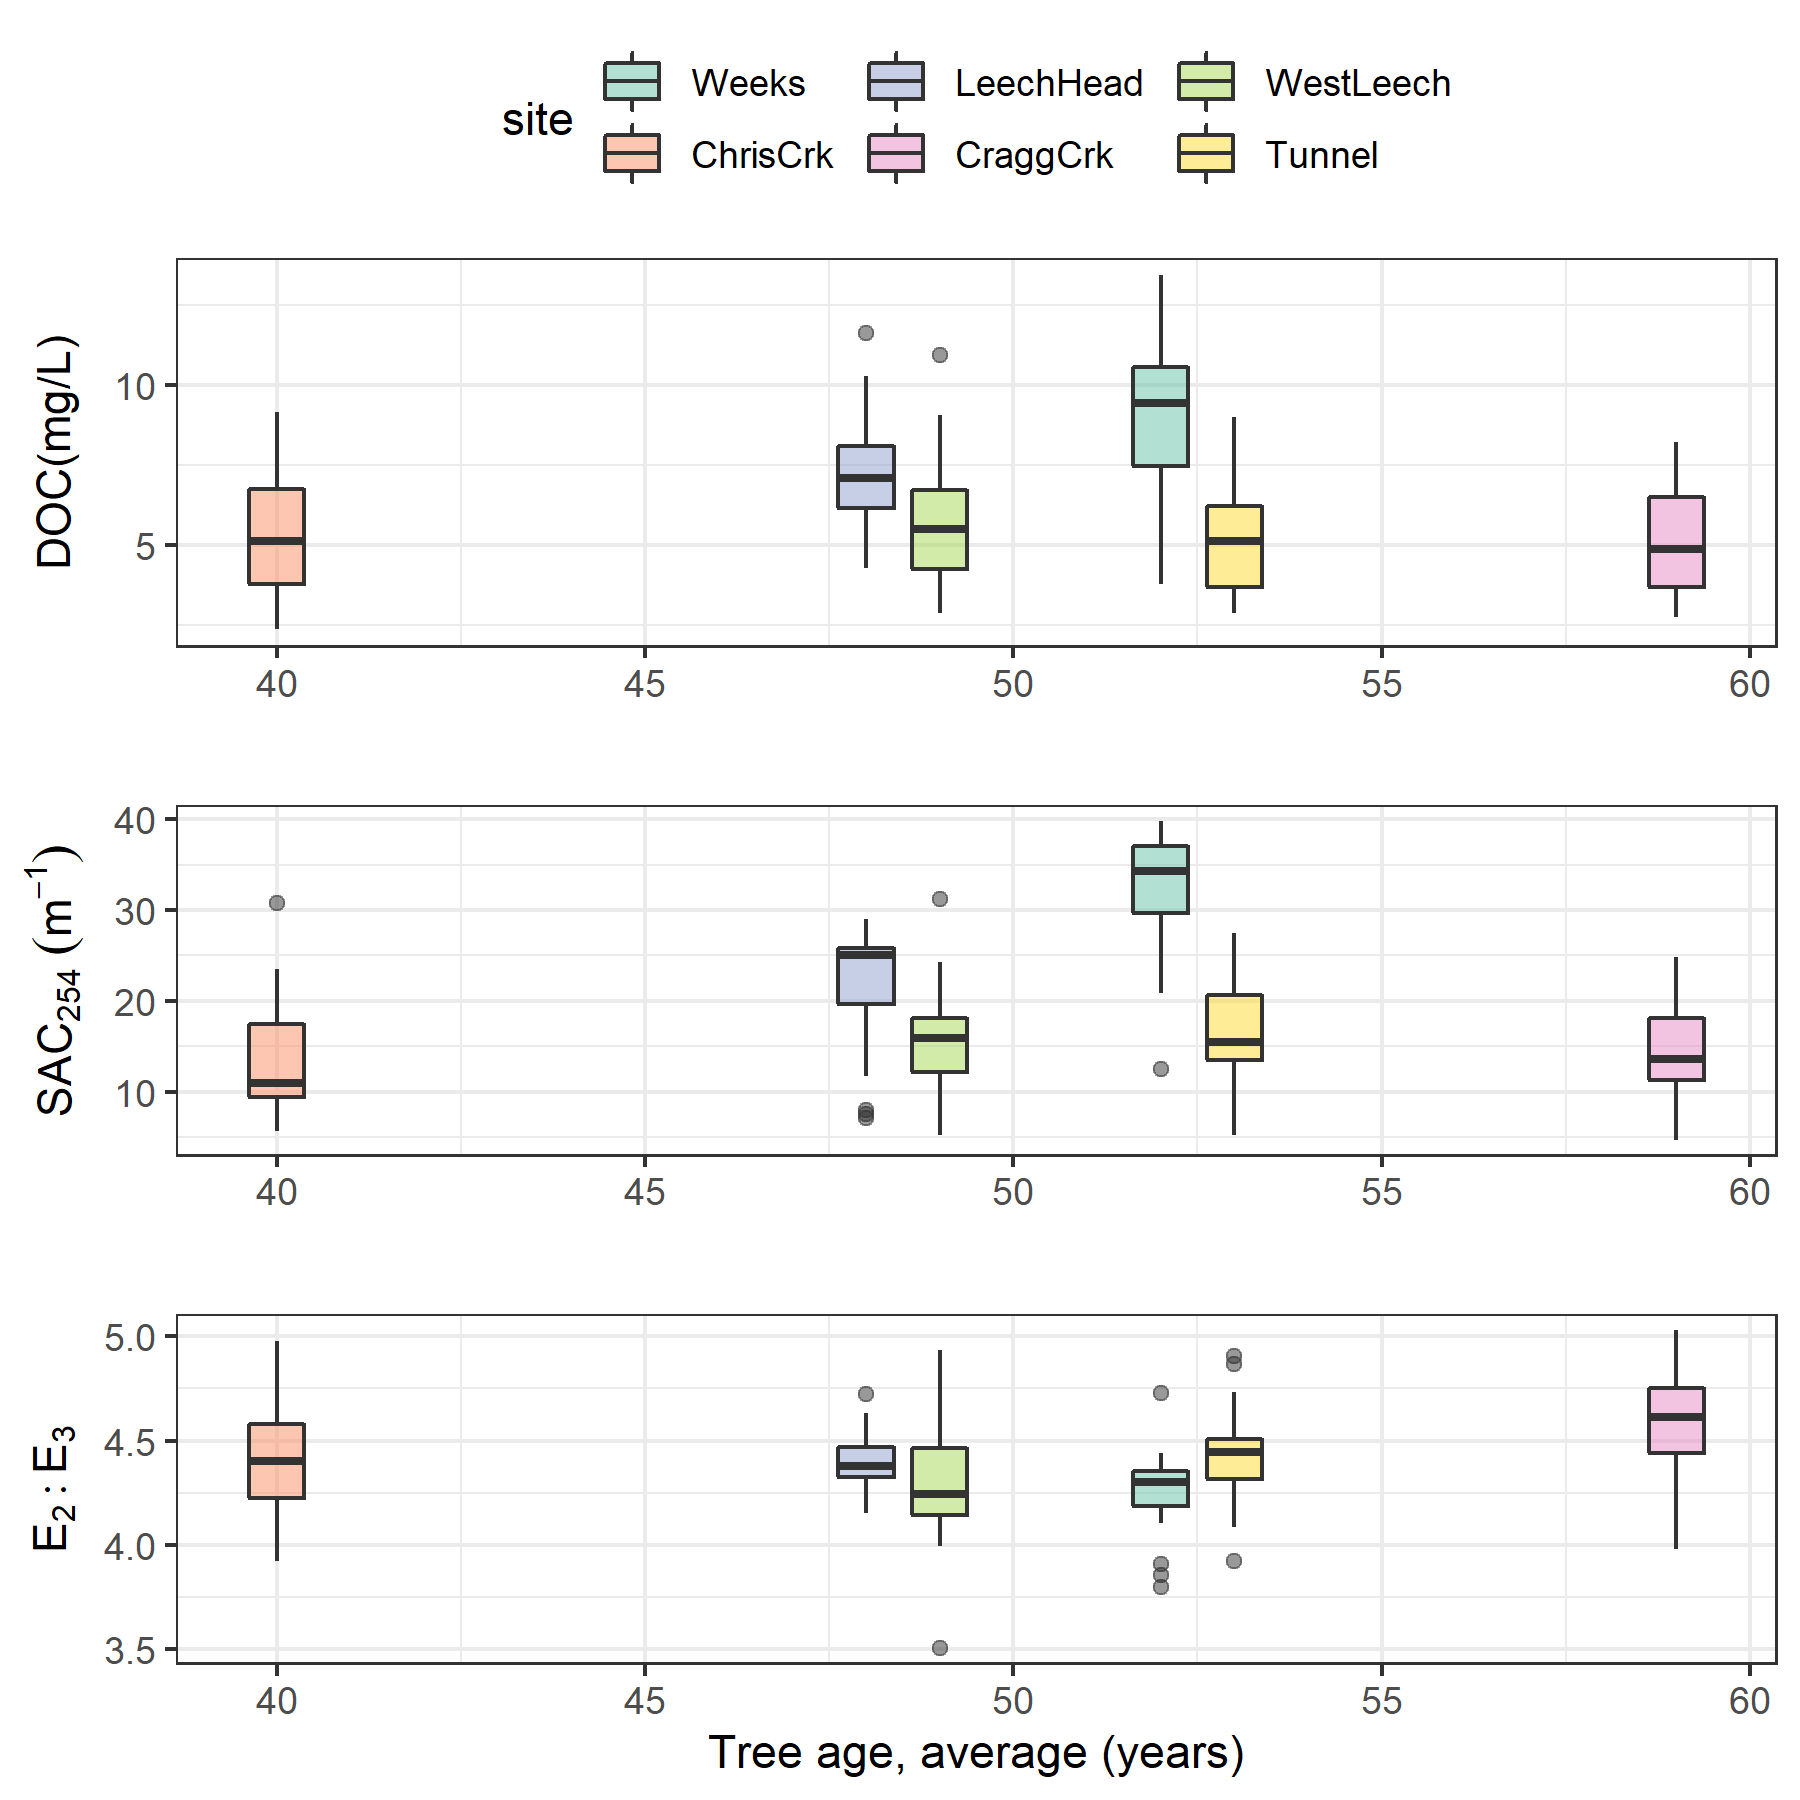 site
Weeks LeechHead WestLeech
ChrisCrk CraggCrk Tunnel
DOC(mg/L)
10
5
40 45 50 55 60
SAC₂₅₄ (m⁻¹)
40
30
20
10
40 45 50 55 60
E₂ : E₃
5.0
4.5
4.0
3.5
40 45 50 55 60
Tree age, average (years)